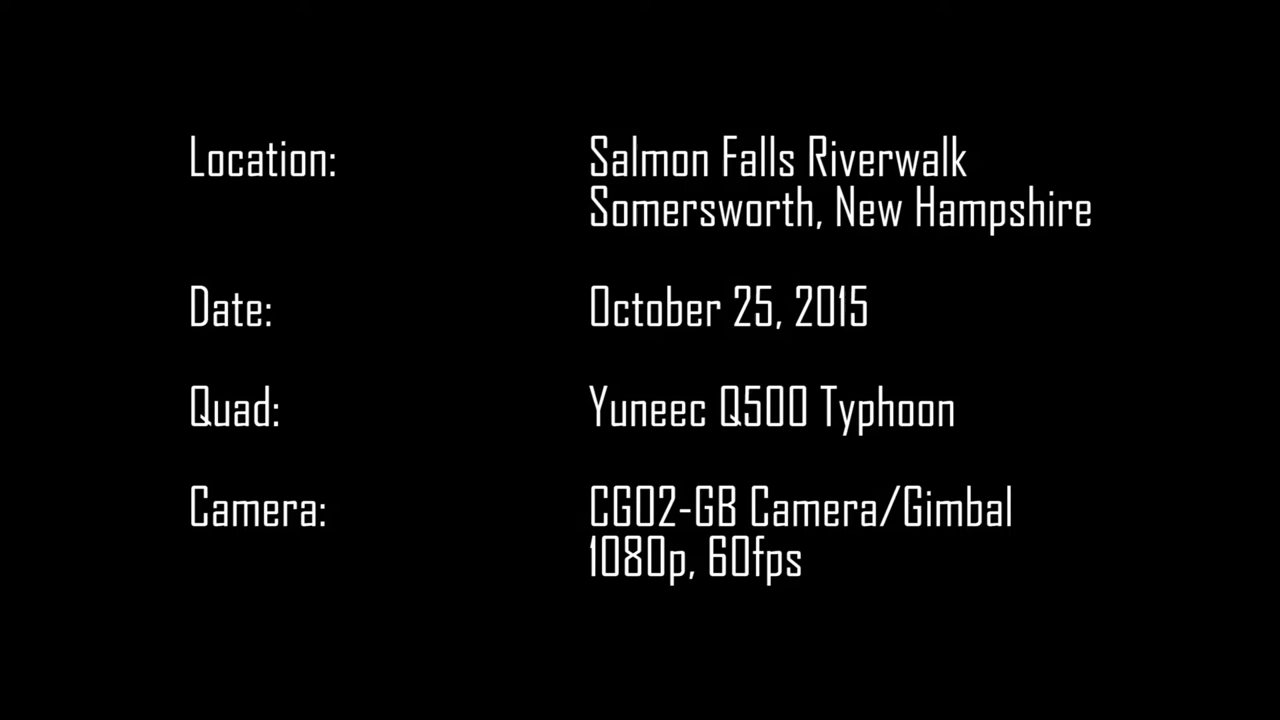 Location: Salmon Falls Riverwalk
Somersworth, New Hampshire
Date: October 25, 2015
Quad: Yuneec Q500 Typhoon
Camera: CGO2-GB Camera/Gimbal
1080p, 60fps